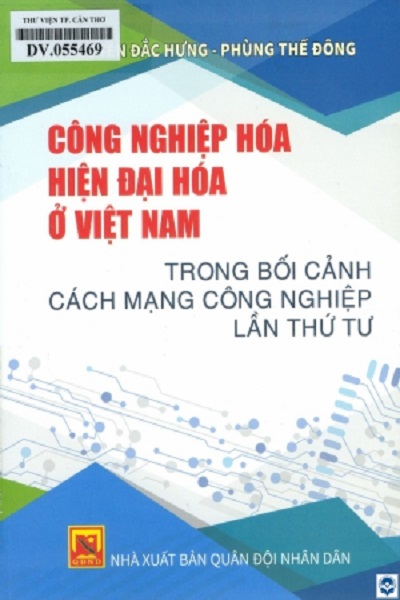 THƯ VIỆN TP. CẦN THƠ
DV.055469
N ĐẮC HƯNG - PHÙNG THẾ ĐÔNG
CÔNG NGHIỆP HÓA
HIỆN ĐẠI HÓA
Ở VIỆT NAM
TRONG BỐI CẢNH
CÁCH MẠNG CÔNG NGHIỆP
LẦN THỨ TƯ
QĐND
NHÀ XUẤT BẢN QUÂN ĐỘI NHÂN DÂN